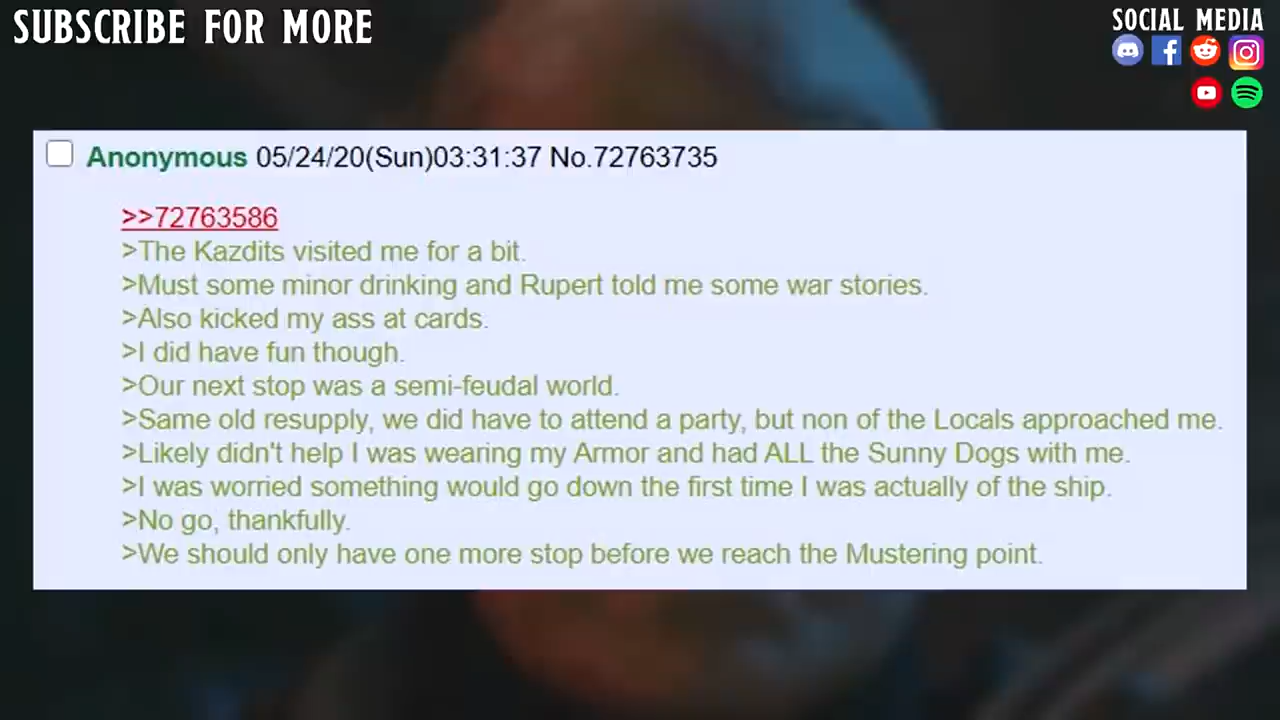 SUBSCRIBE FOR MORE
SOCIAL MEDIA
Anonymous 05/24/20(Sun)03:31:37 No.72763735
>>72763586
>The Kazdits visited me for a bit.
>Must some minor drinking and Rupert told me some war stories.
>Also kicked my ass at cards.
>I did have fun though.
>Our next stop was a semi-feudal world.
>Same old resupply, we did have to attend a party, but non of the Locals approached me.
>Likely didn't help I was wearing my Armor and had ALL the Sunny Dogs with me.
>I was worried something would go down the first time I was actually of the ship.
>No go, thankfully.
>We should only have one more stop before we reach the Mustering point.